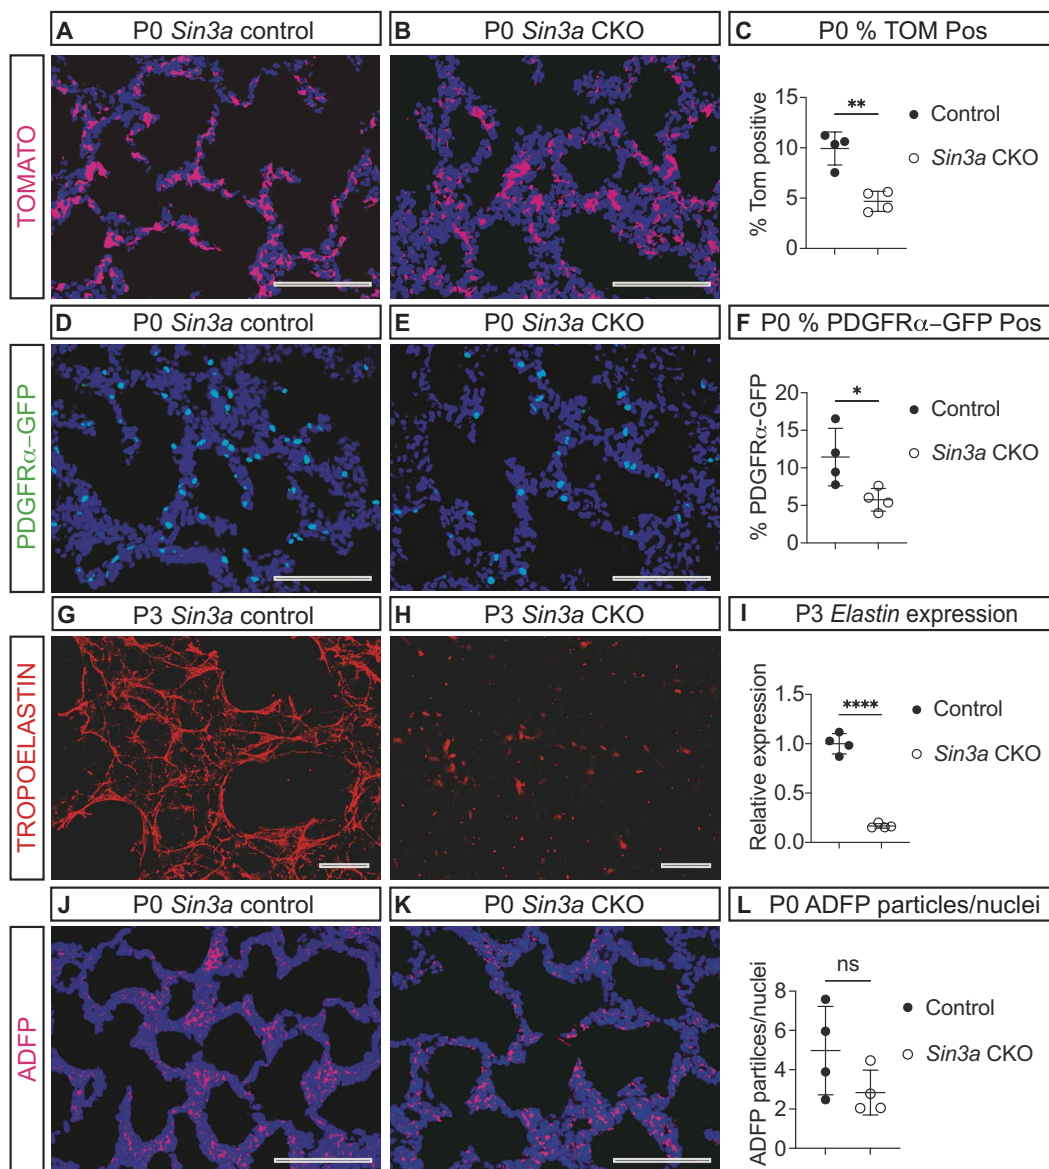 A P0 Sin3a control
B P0 Sin3a CKO
C P0 % TOM Pos
TOMATO
% Tom positive
15
10
5
0
**
Control
Sin3a CKO
D P0 Sin3a control
E P0 Sin3a CKO
F P0 % PDGFRα−GFP Pos
PDGFRα−GFP
% PDGFRα-GFP
20
15
10
5
0
*
Control
Sin3a CKO
G P3 Sin3a control
H P3 Sin3a CKO
I P3 Elastin expression
TROPOELASTIN
Relative expression
1.5
1.0
0.5
0.0
****
Control
Sin3a CKO
J P0 Sin3a control
K P0 Sin3a CKO
L P0 ADFP particles/nuclei
ADFP
ADFP partilces/nuclei
8
6
4
2
0
ns
Control
Sin3a CKO